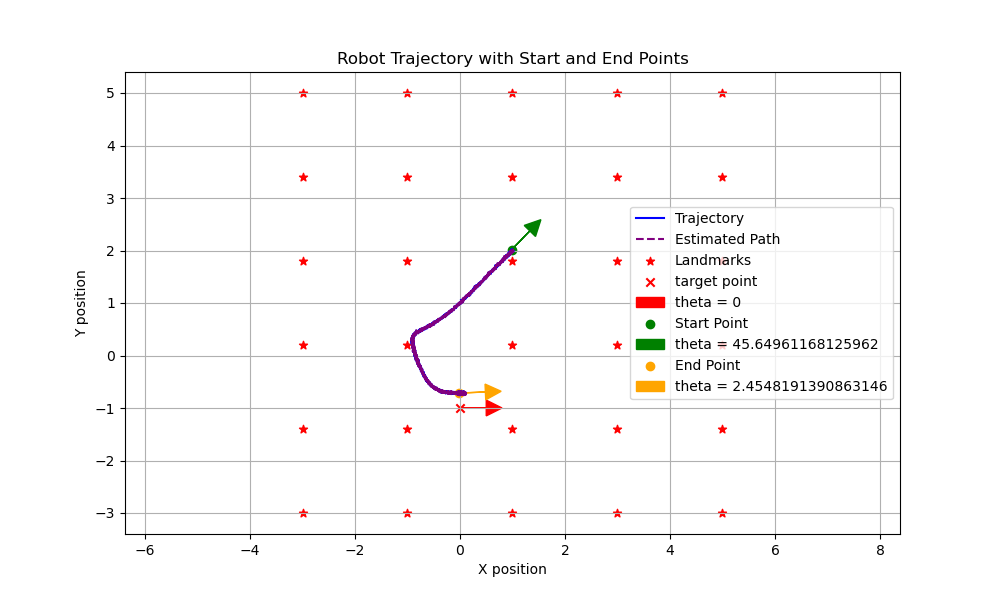 Robot Trajectory with Start and End Points
Y position
5
4
3
2
1
0
−1
−2
−3
Trajectory
Estimated Path
Landmarks
target point
theta = 0
Start Point
theta = 45.64961168125962
End Point
theta = 2.4548191390863146
−6
−4
−2
0
2
4
6
8
X position